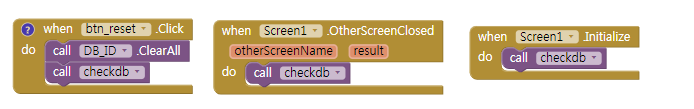 ? when btn_reset .Click
do call DB_ID .ClearAll
call checkdb
when Screen1 .OtherScreenClosed
otherScreenName result
do call checkdb
when Screen1 .Initialize
do call checkdb